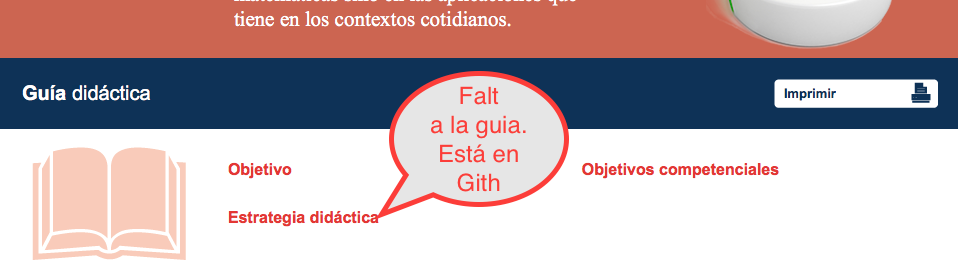 tiene en los contextos cotidianos.
Guía didáctica
Imprimir
Falt
a la guia.
Está en
Gith
Objetivo
Objetivos competenciales
Estrategia didáctica